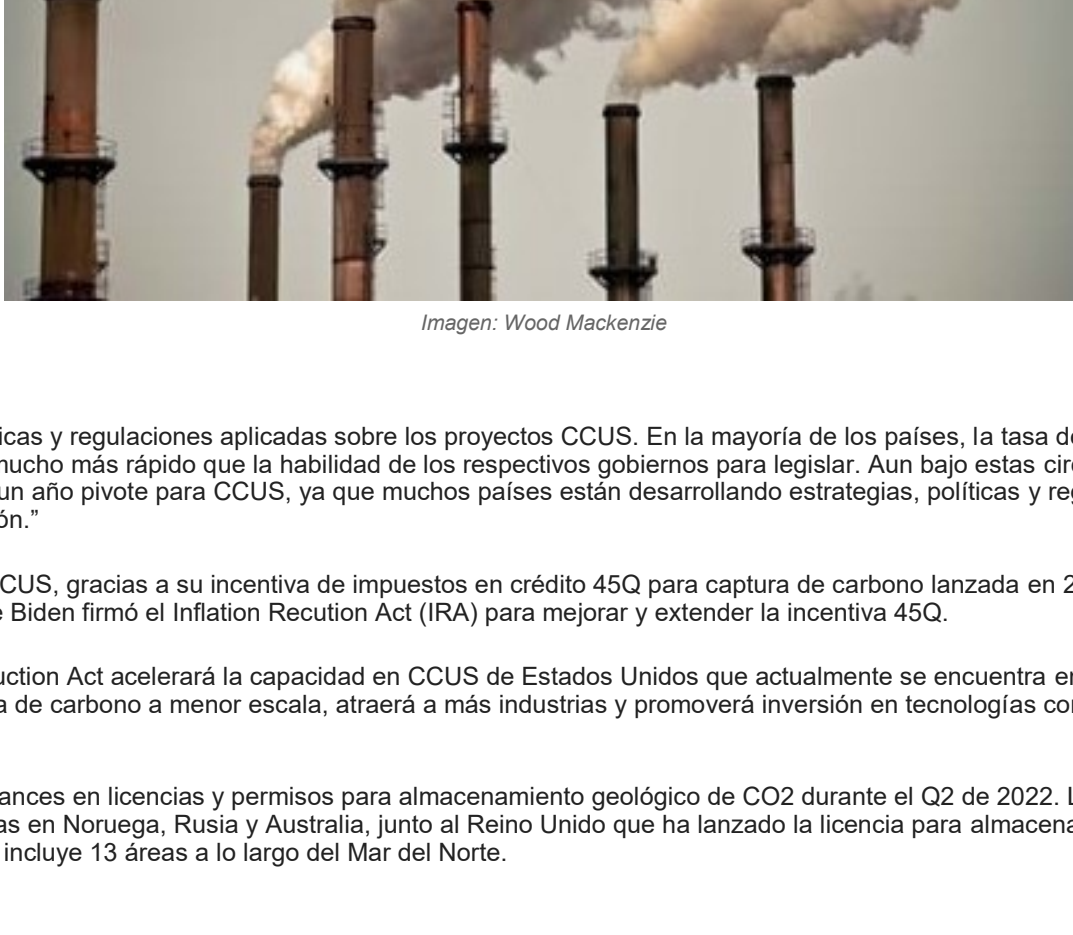 Imagen: Wood Mackenzie
icas y regulaciones aplicadas sobre los proyectos CCUS. En la mayoría de los países, la tasa de
mucho más rápido que la habilidad de los respectivos gobiernos para legislar. Aun bajo estas cir
un año pivote para CCUS, ya que muchos países están desarrollando estrategias, políticas y reg
ón.”
CUS, gracias a su incentiva de impuestos en crédito 45Q para captura de carbono lanzada en 2
e Biden firmó el Inflation Recution Act (IRA) para mejorar y extender la incentiva 45Q.
uction Act acelerará la capacidad en CCUS de Estados Unidos que actualmente se encuentra en
a de carbono a menor escala, atraerá a más industrias y promoverá inversión en tecnologías con
ances en licencias y permisos para almacenamiento geológico de CO2 durante el Q2 de 2022. L
as en Noruega, Rusia y Australia, junto al Reino Unido que ha lanzado la licencia para almacena
incluye 13 áreas a lo largo del Mar del Norte.